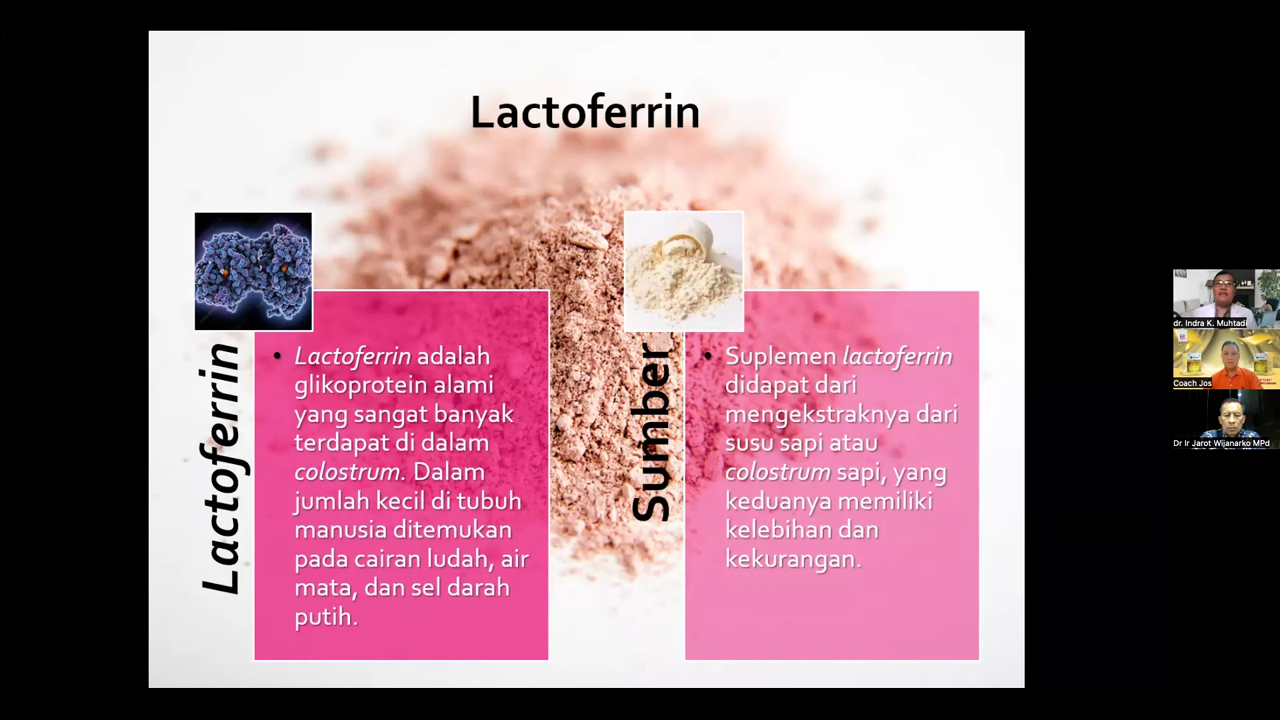 Lactoferrin
Lactoferrin
• Lactoferrin adalah
glikoprotein alami
yang sangat banyak
terdapat di dalam
colostrum. Dalam
jumlah kecil di tubuh
manusia ditemukan
pada cairan ludah, air
mata, dan sel darah
putih.
Sumber
• Suplemen lactoferrin
didapat dari
mengekstraknya dari
susu sapi atau
colostrum sapi, yang
keduanya memiliki
kelebihan dan
kekurangan.
dr. Indra K. Muhtadi
Coach Jos
Dr Ir Jarot Wijanarko MPd